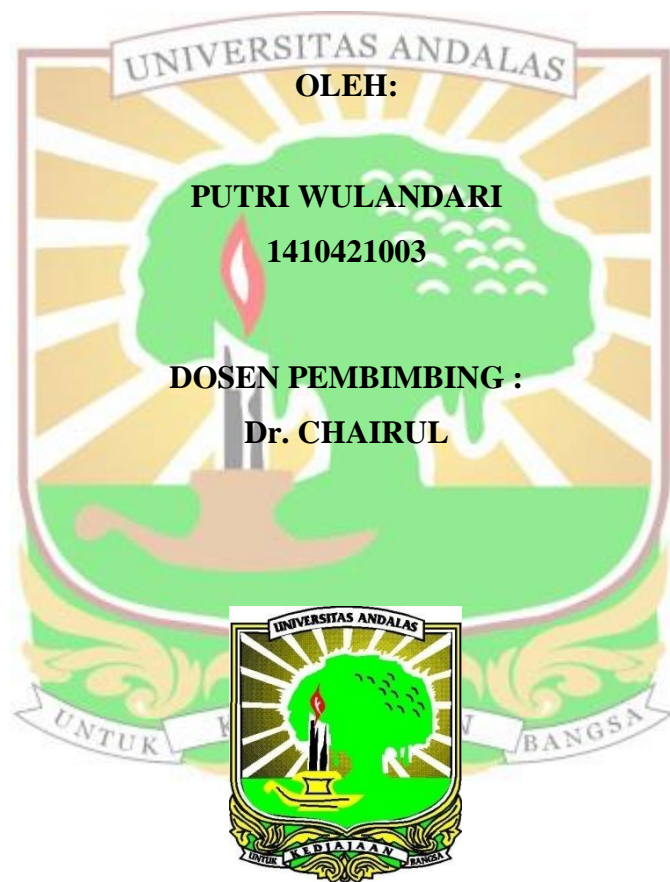 UNIVERSITAS ANDALAS
OLEH:
PUTRI WULANDARI
1410421003
DOSEN PEMBIMBING :
Dr. CHAIRUL
UNIVERSITAS ANDALAS
UNTUK KEDJAJAAN BANGSA
UNTUK BANGSA